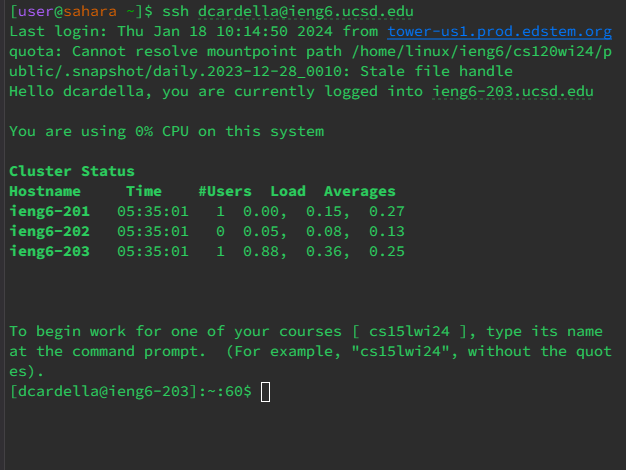 [user@sahara ~]$ ssh dcardella@ieng6.ucsd.edu
Last login: Thu Jan 18 10:14:50 2024 from tower-us1.prod.edstem.org
quota: Cannot resolve mountpoint path /home/linux/ieng6/cs120wi24/p
ublic/.snapshot/daily.2023-12-28_0010: Stale file handle
Hello dcardella, you are currently logged into ieng6-203.ucsd.edu
You are using 0% CPU on this system
Cluster Status
Hostname     Time    #Users  Load  Averages
ieng6-201   05:35:01   1  0.00,  0.15,  0.27
ieng6-202   05:35:01   0  0.05,  0.08,  0.13
ieng6-203   05:35:01   1  0.88,  0.36,  0.25
To begin work for one of your courses [ cs15lwi24 ], type its name
at the command prompt.  (For example, "cs15lwi24", without the quot
es).
[dcardella@ieng6-203]:~:60$